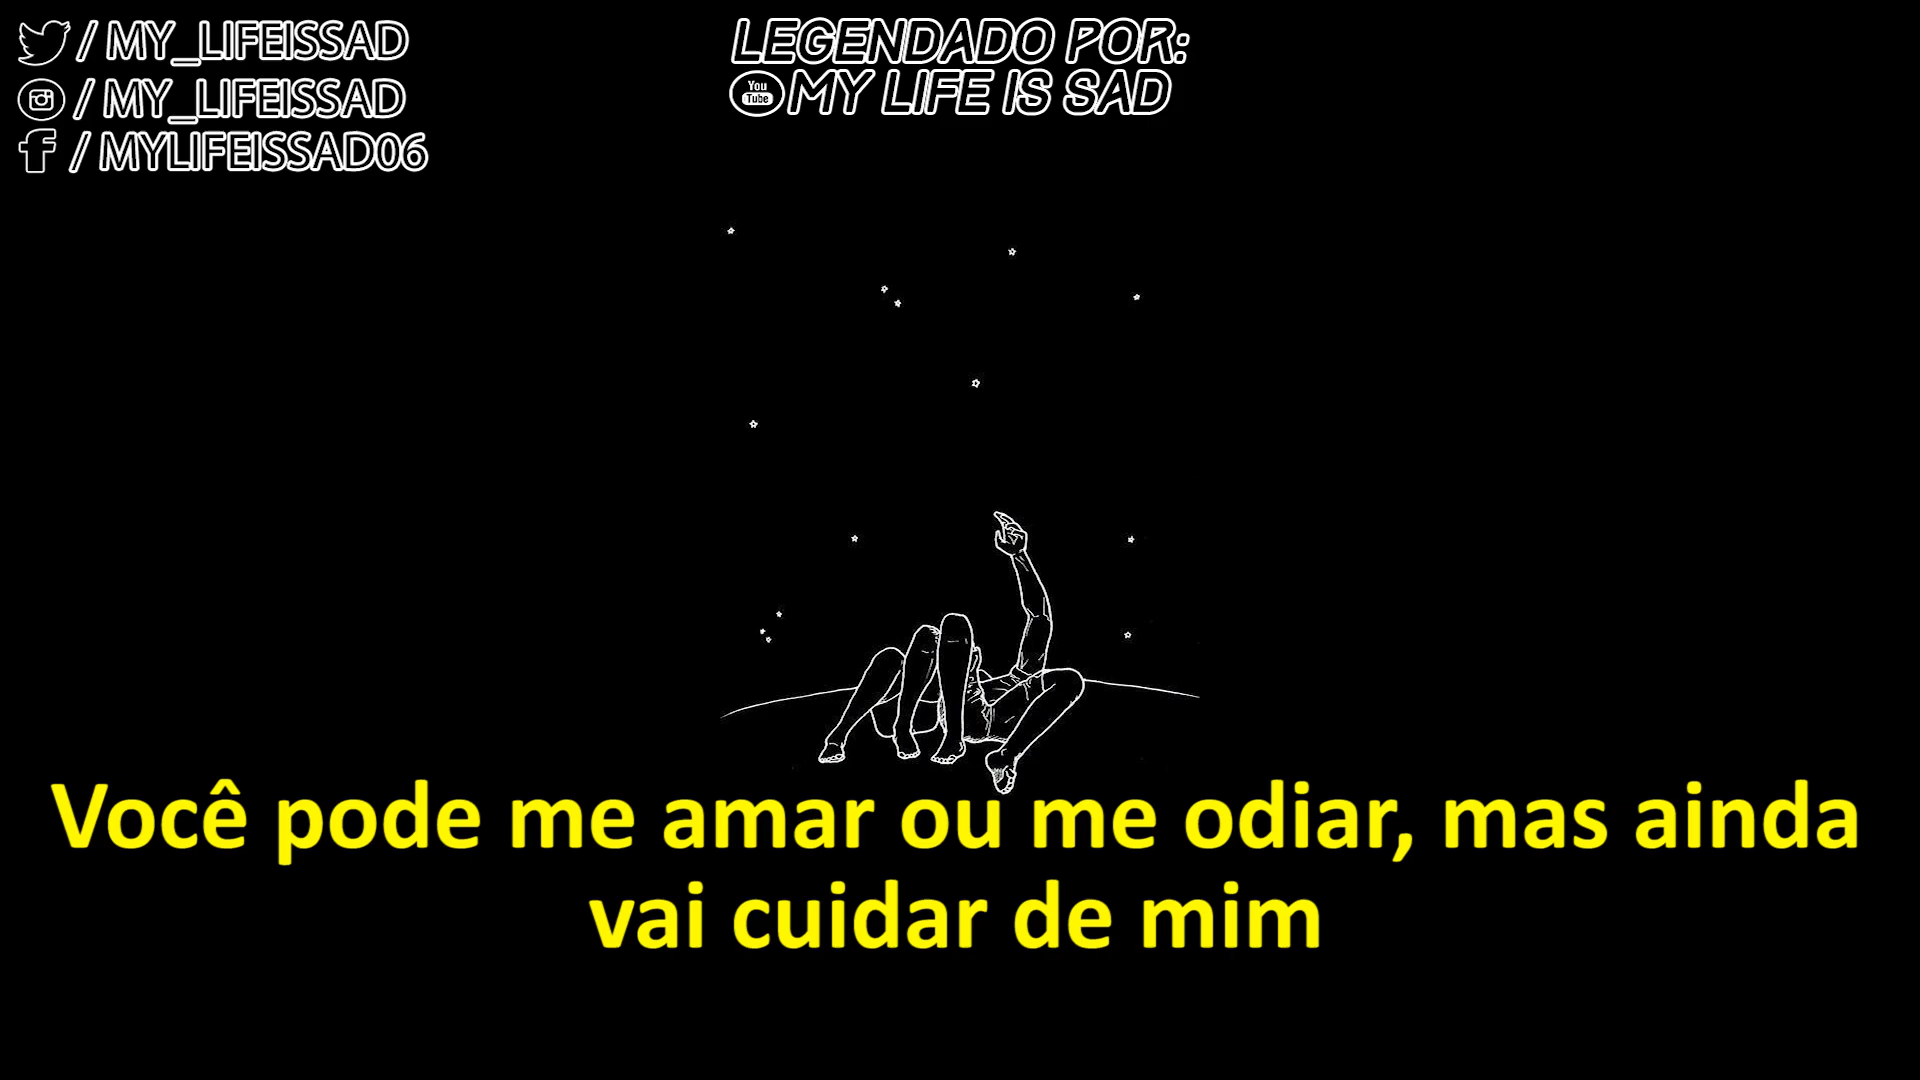 / MY_LIFEISSAD
/ MY_LIFEISSAD
/ MYLIFEISSAD06
LEGENDADO POR:
You Tube MY LIFE IS SAD
Você pode me amar ou me odiar, mas ainda
vai cuidar de mim